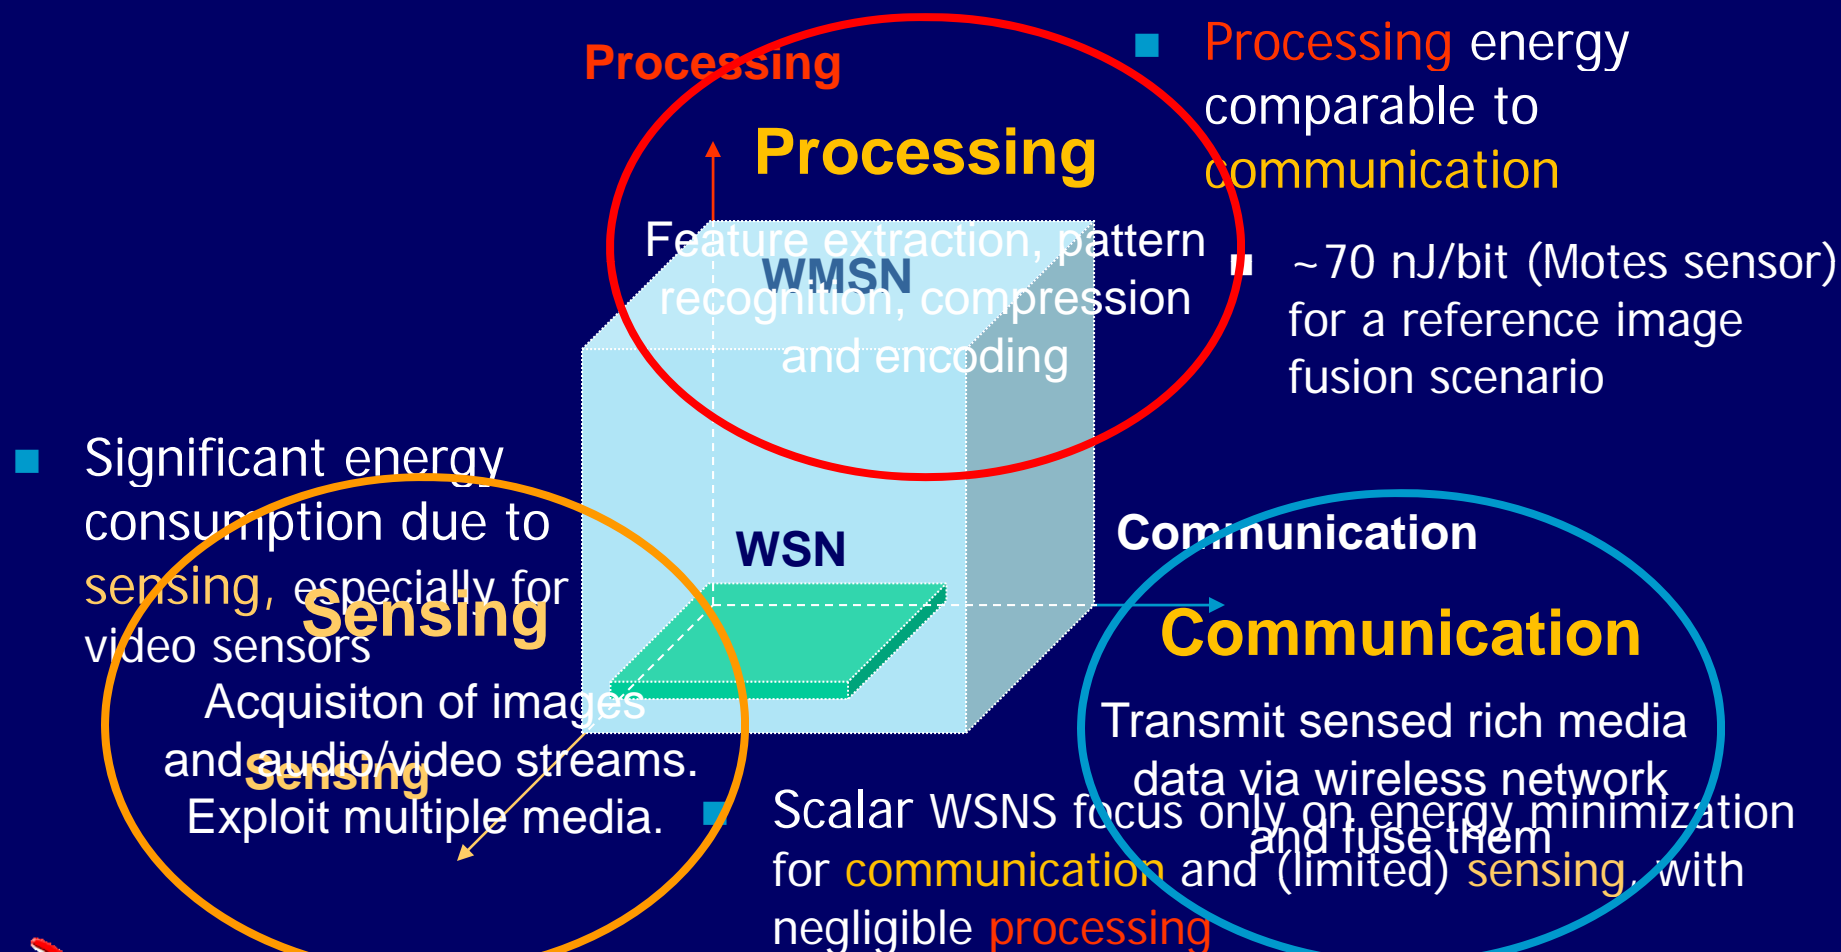 Processing
Processing energy
comparable to
communication
~70 nJ/bit (Motes sensor)
for a reference image
fusion scenario
Processing
Feature extraction, pattern
recognition, compression
and encoding
WMSN
Significant energy
consumption due to
sensing, especially for
video sensors
Sensing
Acquisiton of images
and audio/video streams.
Exploit multiple media.
Sensing
WSN
Communication
Communication
Transmit sensed rich media
data via wireless network
and fuse them
Scalar WSNS focus only on energy minimization
for communication and (limited) sensing, with
negligible processing